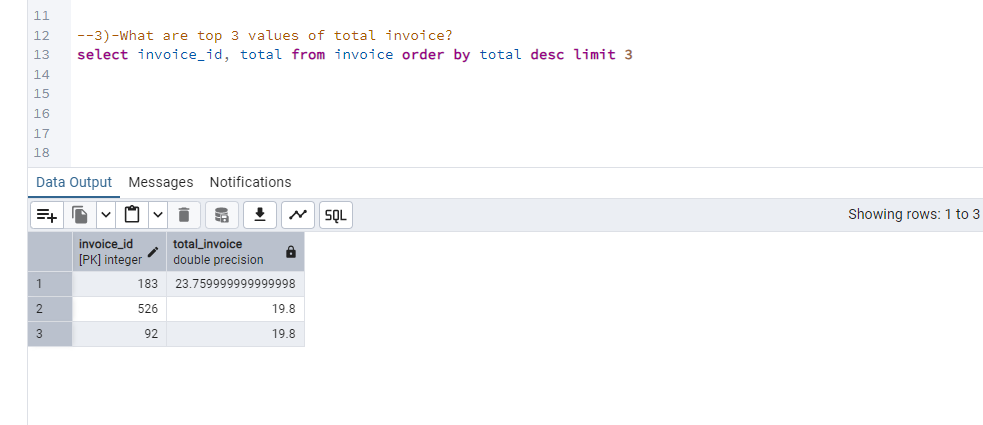 11
12 --3)-What are top 3 values of total invoice?
13 select invoice_id, total from invoice order by total desc limit 3
14
15
16
17
18
Data Output Messages Notifications
SQL Showing rows: 1 to 3
invoice_id total_invoice
[PK] integer double precision
1 183 23.759999999999998
2 526 19.8
3 92 19.8